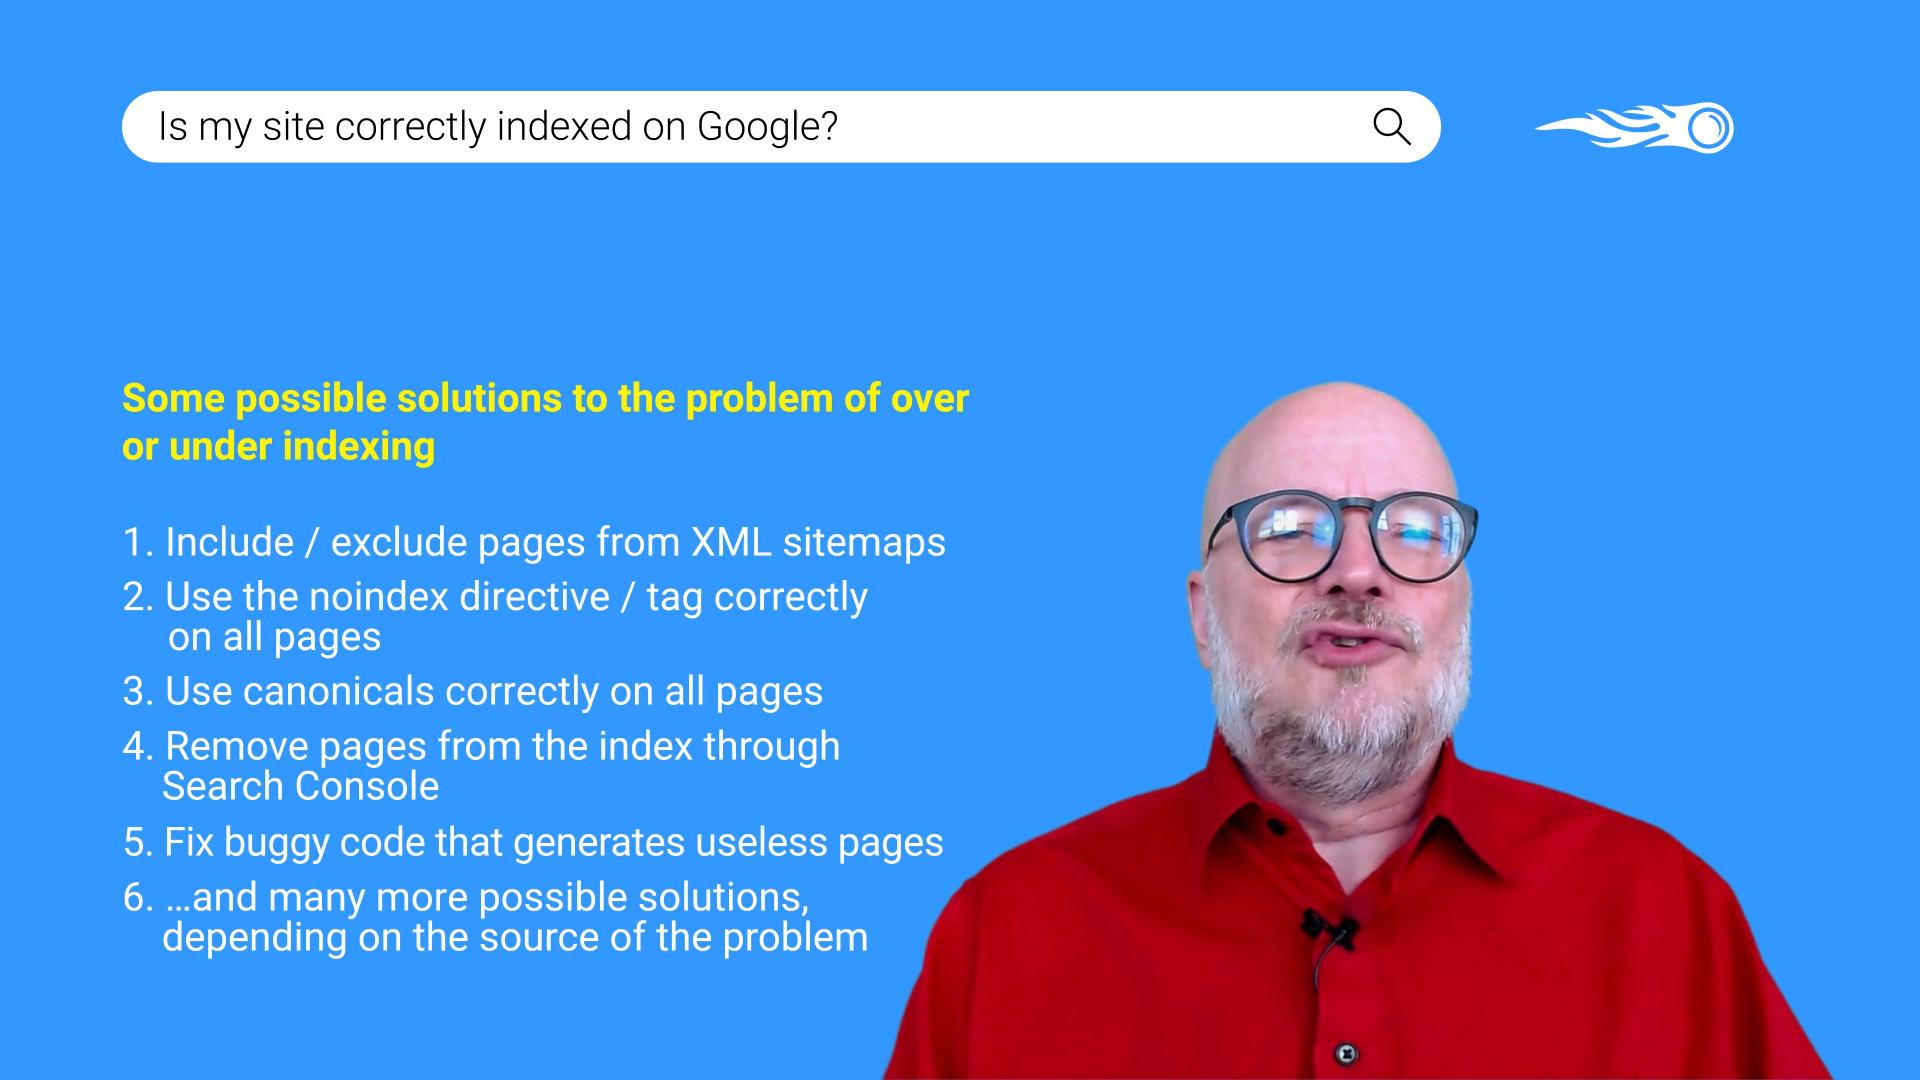 Is my site correctly indexed on Google?
Some possible solutions to the problem of over
or under indexing
1. Include / exclude pages from XML sitemaps
2. Use the noindex directive / tag correctly
on all pages
3. Use canonicals correctly on all pages
4. Remove pages from the index through
Search Console
5. Fix buggy code that generates useless pages
6. ...and many more possible solutions,
depending on the source of the problem